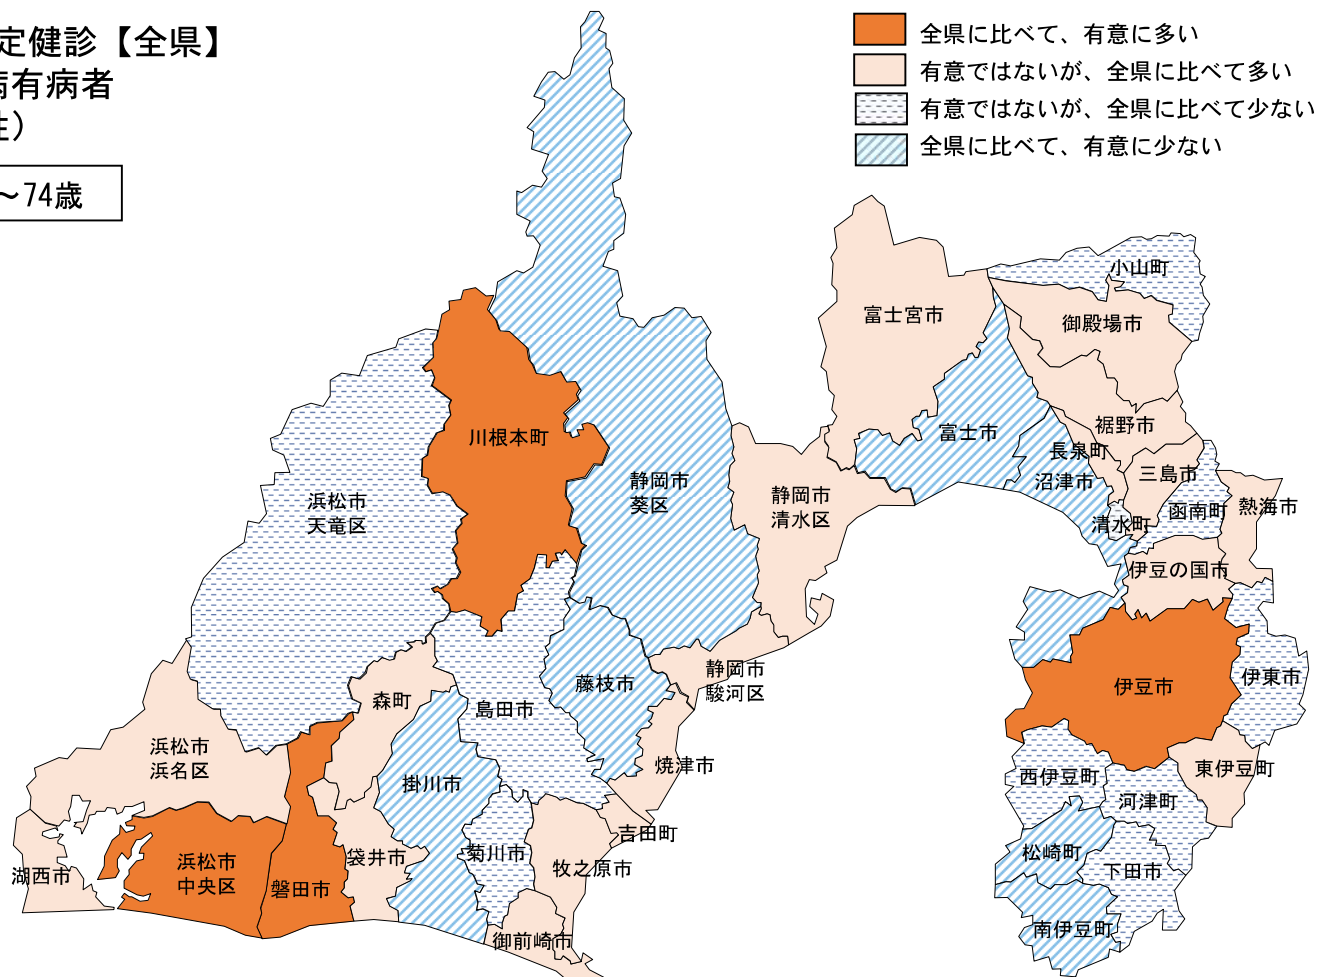 定健診【全県】
病有病者
性）
～74歳
全県に比べて、有意に多い
有意ではないが、全県に比べて多い
有意ではないが、全県に比べて少ない
全県に比べて、有意に少ない
小山町
富士宮市
御殿場市
裾野市
富士市
長泉町
沼津市
三島市
清水町
函南町
熱海市
川根本町
静岡市
葵区
静岡市
清水区
浜松市
天竜区
伊豆の国市
静岡市
駿河区
藤枝市
伊豆市
伊東市
森町
島田市
浜松市
浜名区
掛川市
焼津市
西伊豆町
東伊豆町
河津町
吉田町
湖西市
浜松市
中央区
磐田市
袋井市
菊川市
牧之原市
松崎町
下田市
御前崎市
南伊豆町